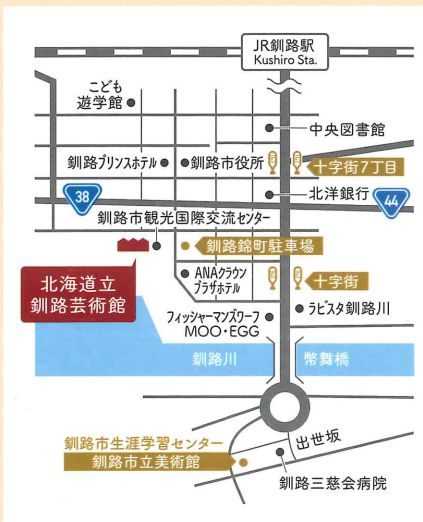 JR釧路駅
Kushiro Sta.
こども
遊学館
中央図書館
釧路プリンスホテル
釧路市役所
十字街7丁目
38
北洋銀行
44
釧路市観光国際交流センター
釧路錦町駐車場
北海道立
釧路芸術館
ANAクラウン
プラザホテル
十字街
フィッシャーマンズワーフ
MOO・EGG
ラビスタ釧路川
釧路川
幣舞橋
釧路市生涯学習センター
釧路市立美術館
出世坂
釧路三慈会病院